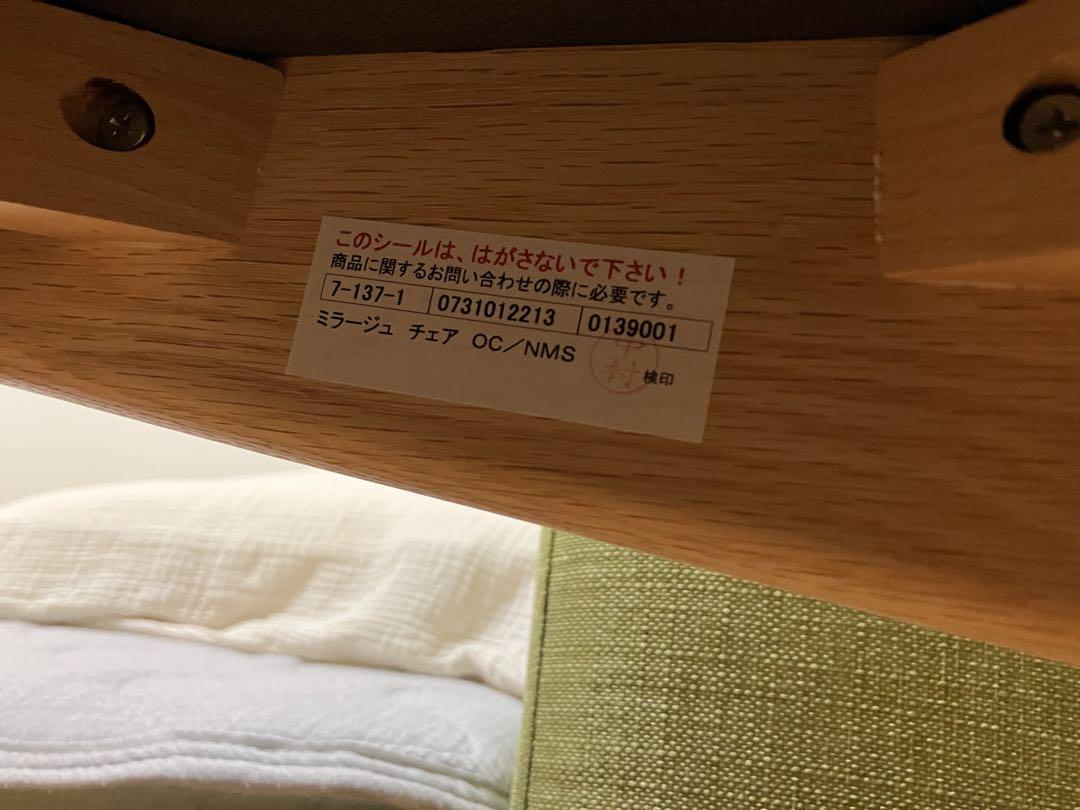 このシールは、はがさないで下さい！
商品に関するお問い合わせの際に必要です。
7-137-1 0731012213 0139001
ミラージュ チェア OC／NMS
中村
検印